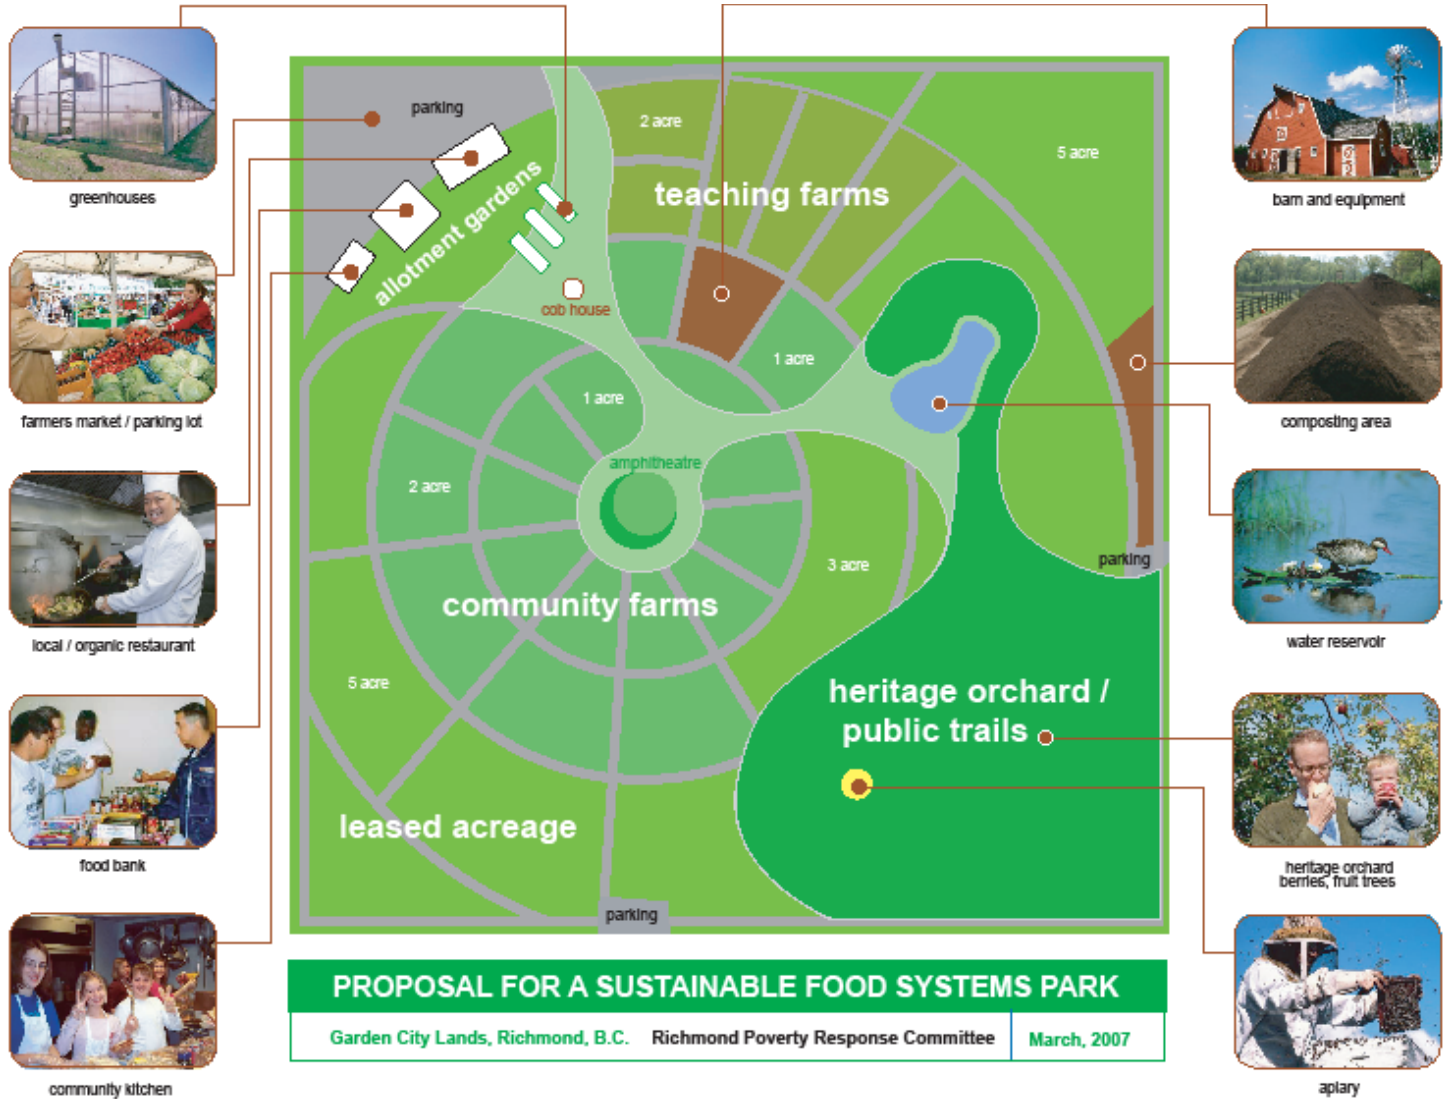 greenhouses
farmers market / parking lot
local / organic restaurant
food bank
community kitchen
parking
allotment gardens
cob house
2 acre
teaching farms
5 acre
1 acre
1 acre
amphitheatre
2 acre
community farms
3 acre
parking
5 acre
heritage orchard /
public trails
leased acreage
parking
barn and equipment
composting area
water reservoir
heritage orchard
berries, fruit trees
apiary
PROPOSAL FOR A SUSTAINABLE FOOD SYSTEMS PARK
Garden City Lands, Richmond, B.C. Richmond Poverty Response Committee March, 2007